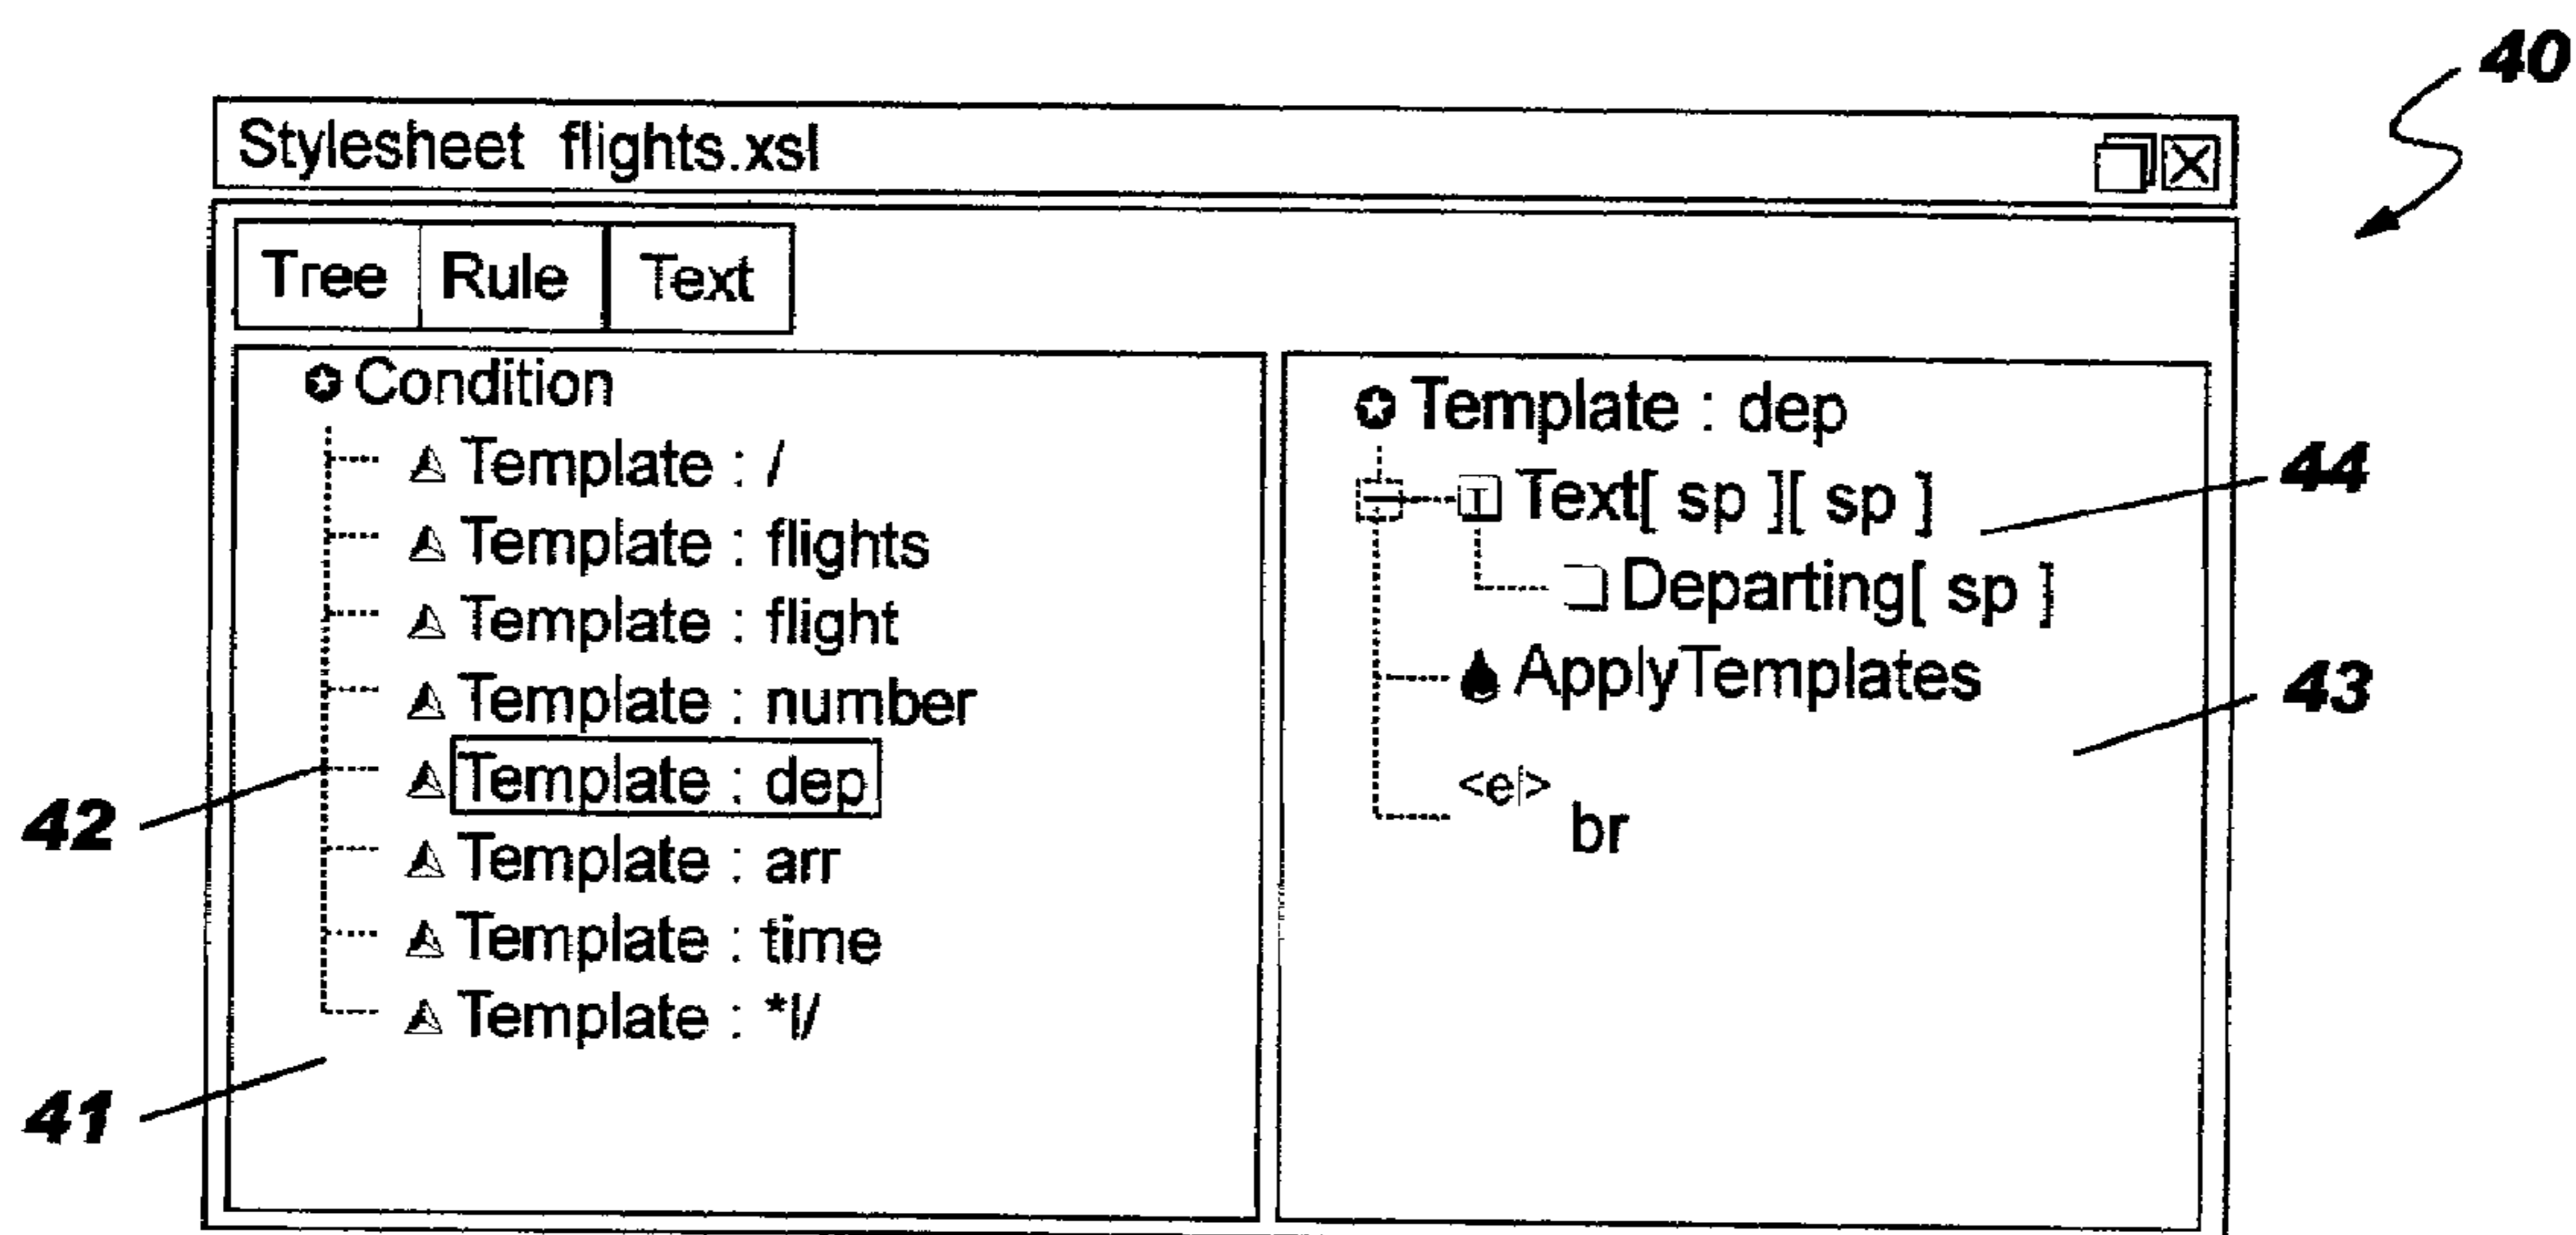 40
Stylesheet flights.xsl
Tree Rule Text
Condition
Template : /
Template : flights
Template : flight
Template : number
Template : dep
Template : arr
Template : time
Template : *|/
42
41
Template : dep
T Text[ sp ][ sp ]
Departing[ sp ]
ApplyTemplates
<el>
br
44
43